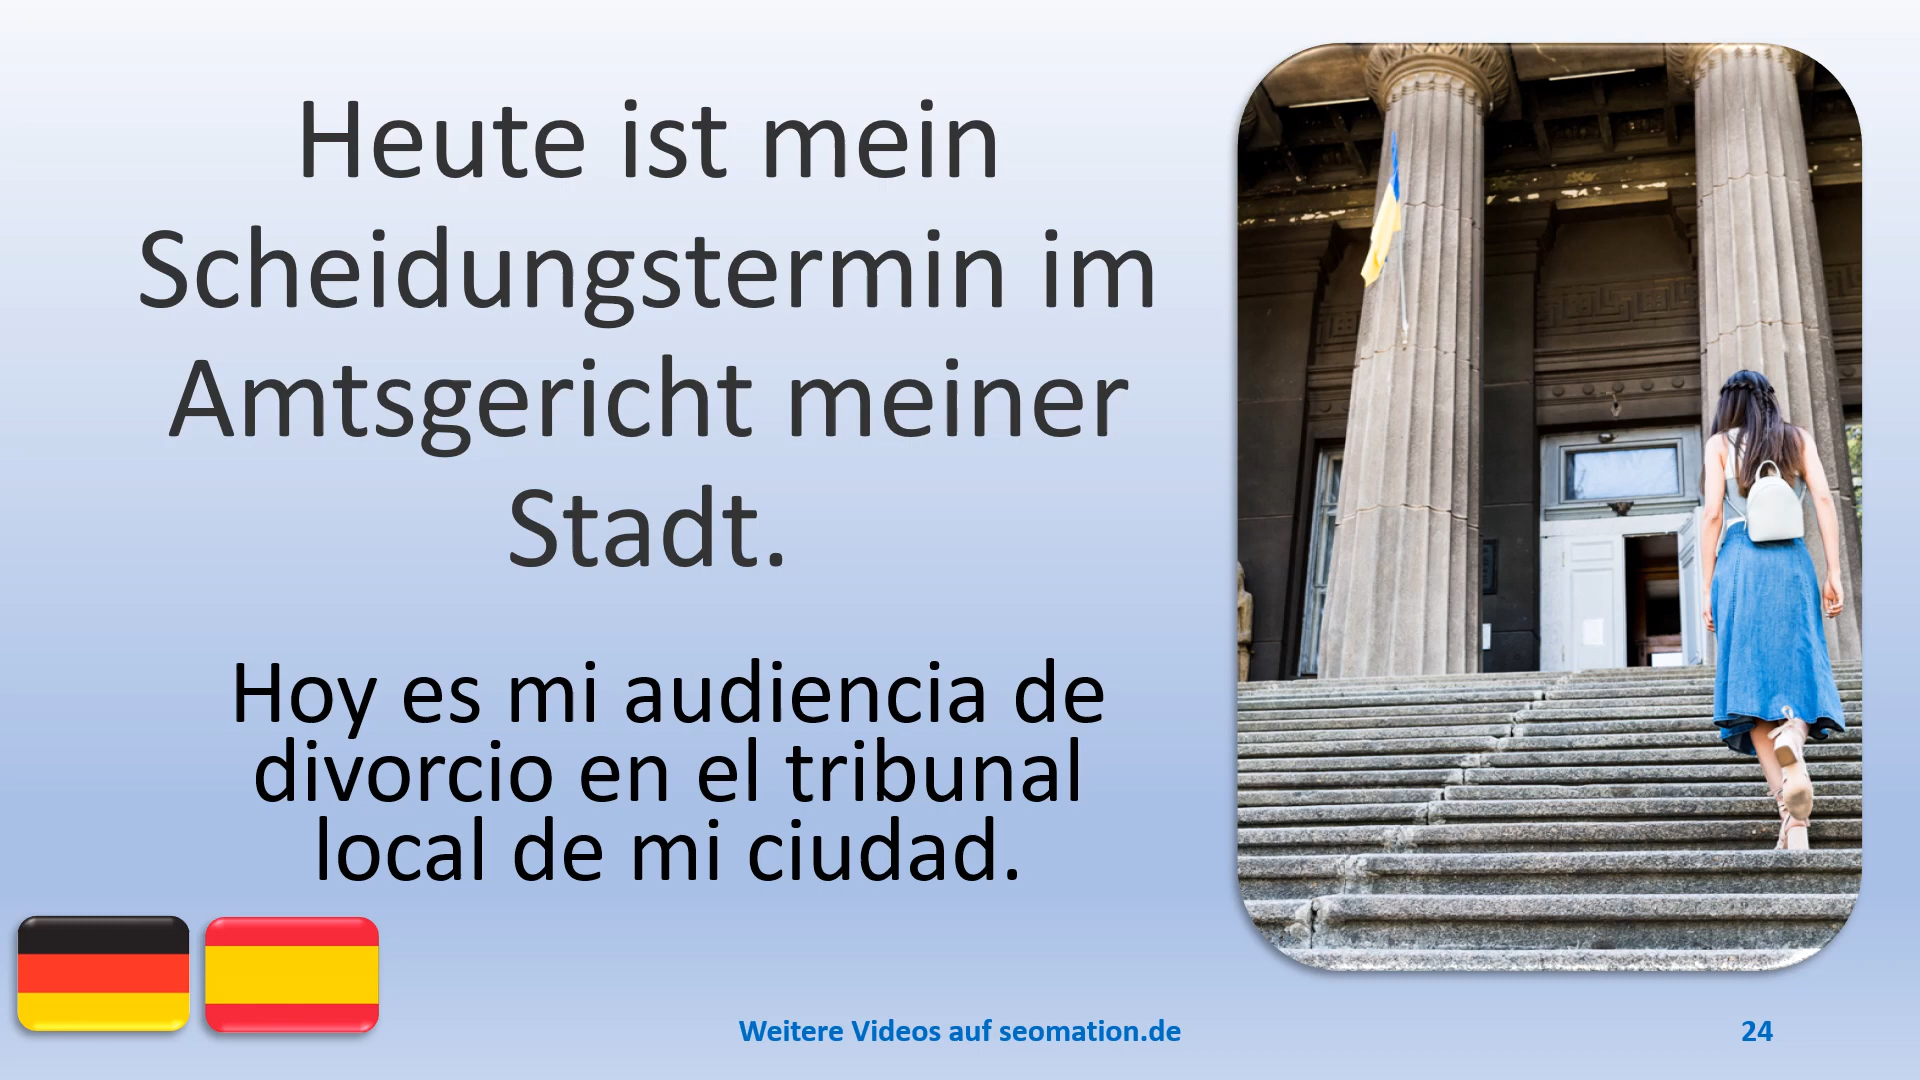 Heute ist mein
Scheidungstermin im
Amtsgericht meiner
Stadt.
Hoy es mi audiencia de
divorcio en el tribunal
local de mi ciudad.
Weitere Videos auf seomation.de
24